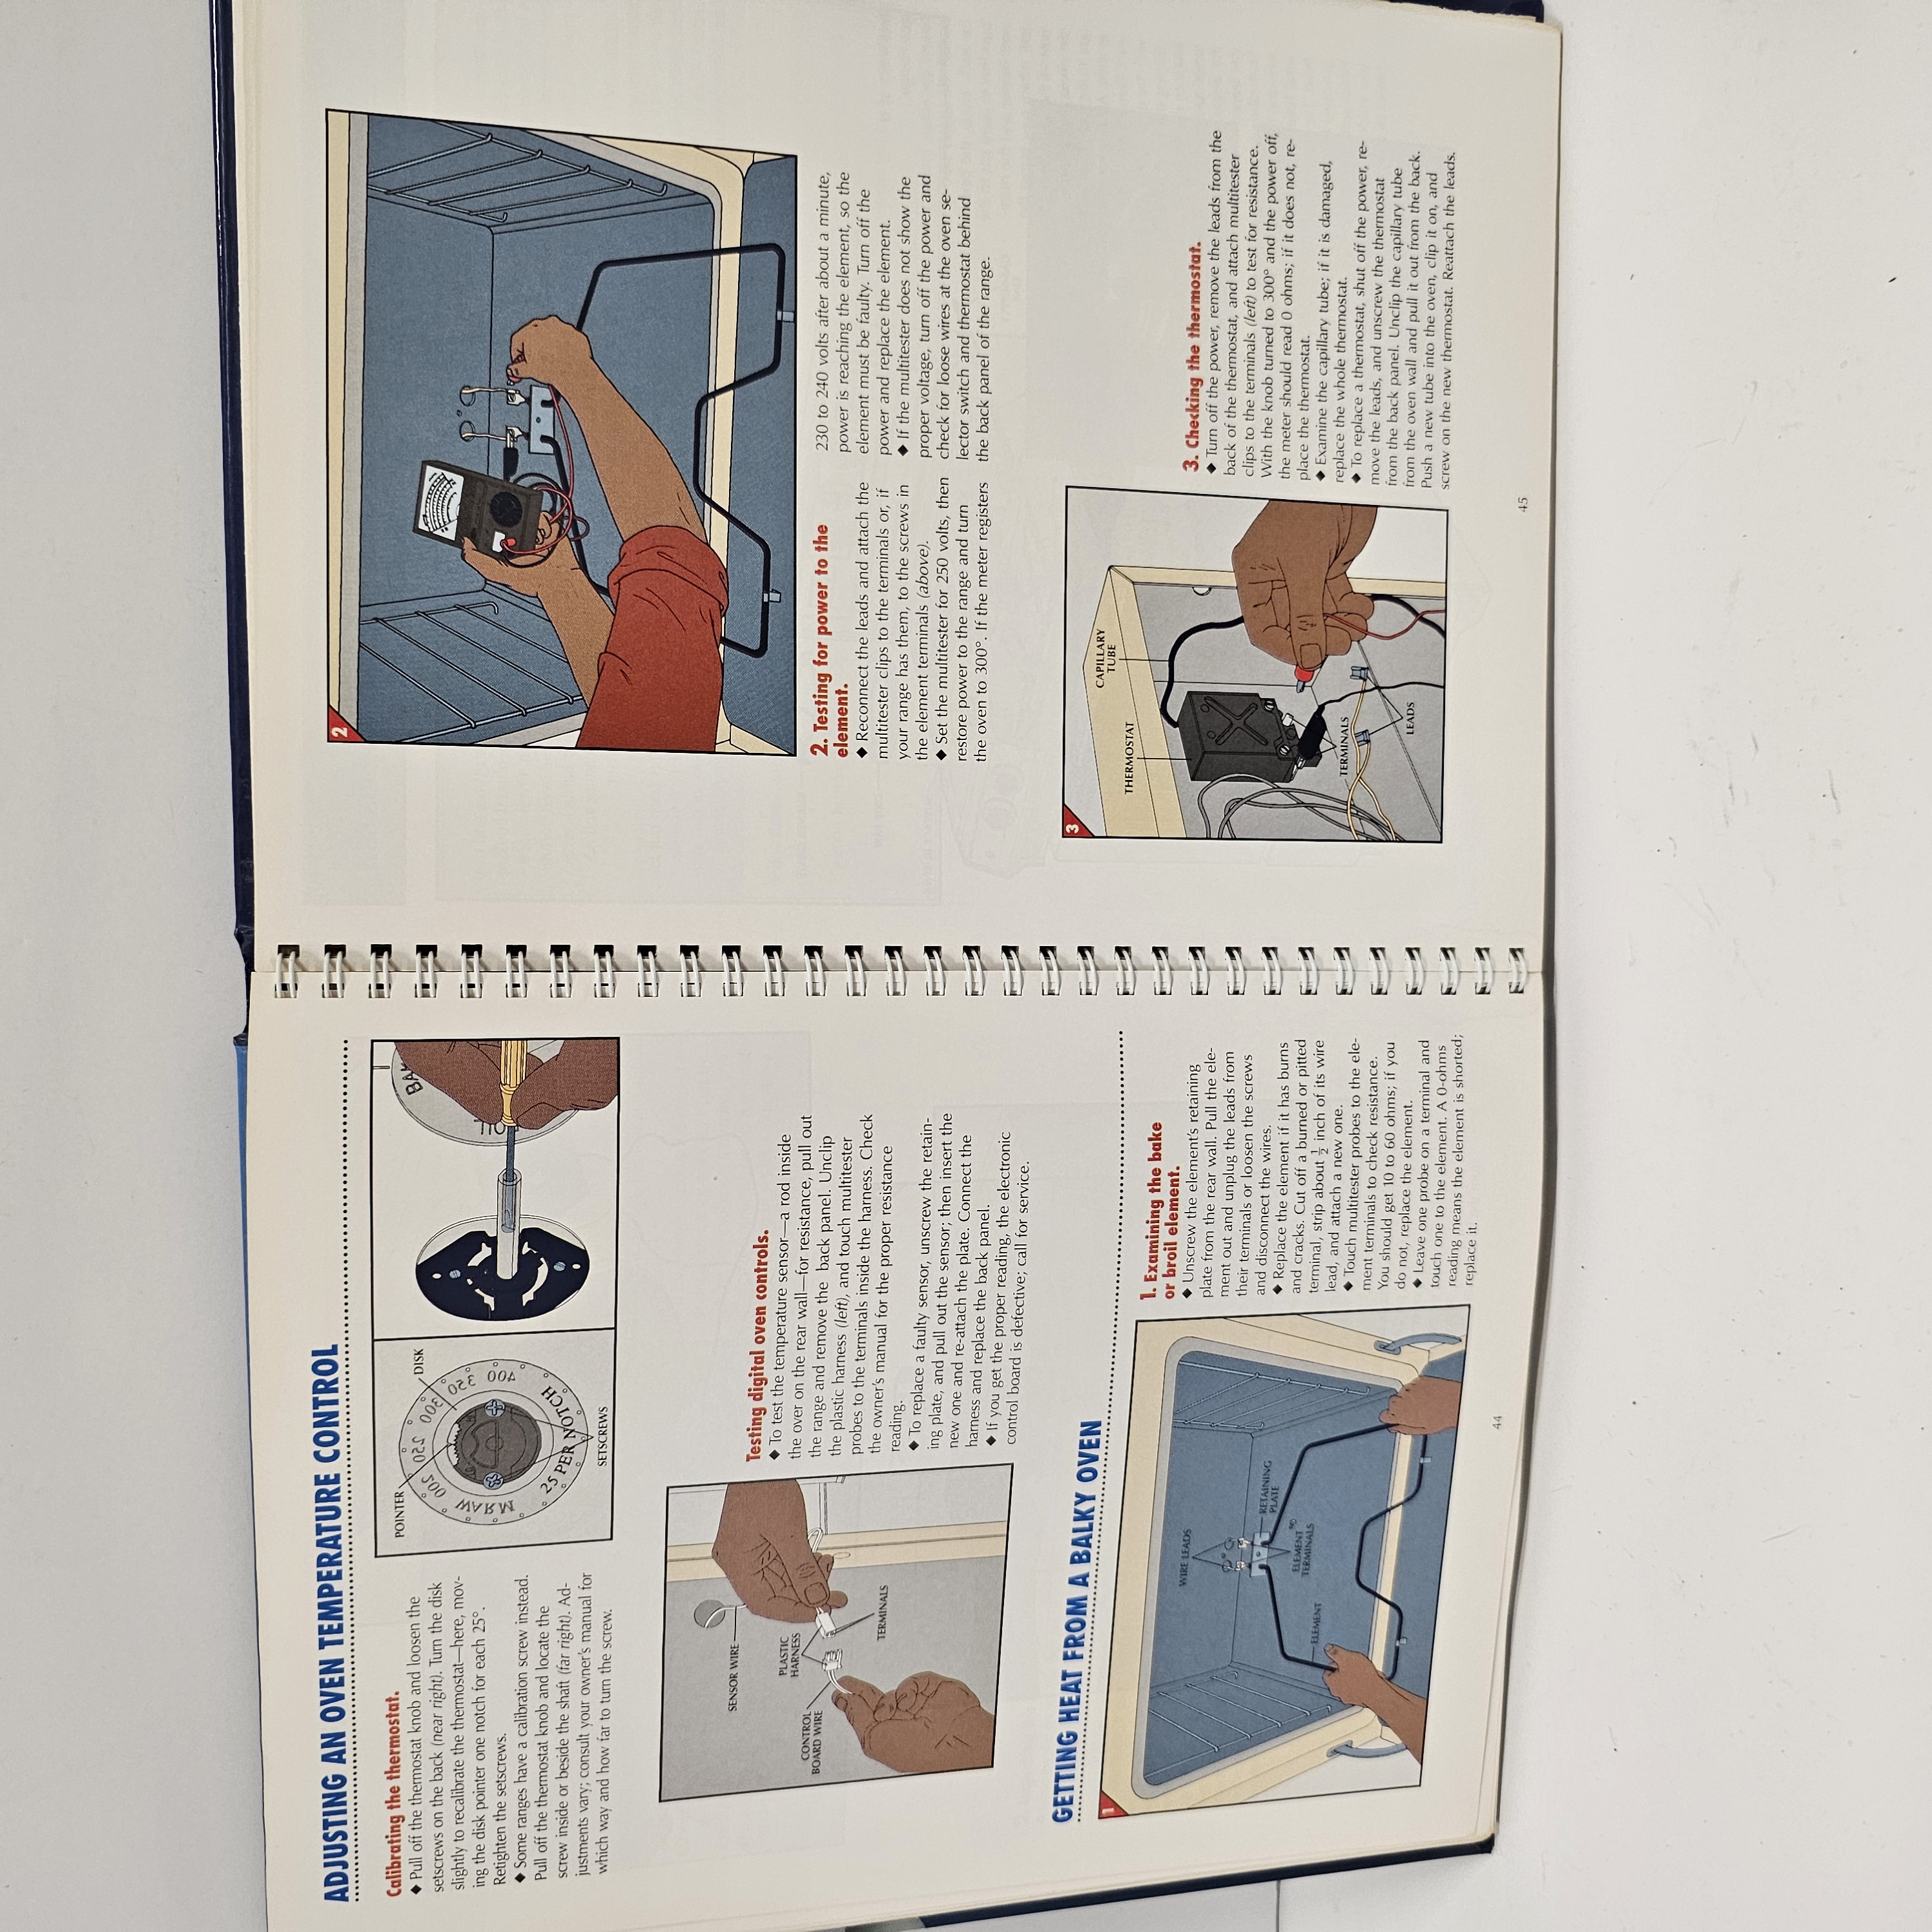 ADJUSTING AN OVEN TEMPERATURE CONTROL
Calibrating the thermostat.
◆ Pull off the thermostat knob and loosen the
setscrews on the back (near right). Turn the disk
slightly to recalibrate the thermostat—here, mov-
ing the disk pointer one notch for each 25°.
Retighten the setscrews.
◆ Some ranges have a calibration screw instead.
Pull off the thermostat knob and locate the
screw inside or beside the shaft (far right). Ad-
justments vary; consult your owner's manual for
which way and how far to turn the screw.
POINTER
DISK
WARM
200
250
300
350
400
25 PER NOTCH
SETSCREWS
BAK
SENSOR WIRE
PLASTIC
HARNESS
CONTROL
BOARD WIRE
TERMINALS
Testing digital oven controls.
◆ To test the temperature sensor—a rod inside
the over on the rear wall—for resistance, pull out
the range and remove the back panel. Unclip
the plastic harness (left), and touch multitester
probes to the terminals inside the harness. Check
the owner's manual for the proper resistance
reading.
◆ To replace a faulty sensor, unscrew the retain-
ing plate, and pull out the sensor; then insert the
new one and re-attach the plate. Connect the
harness and replace the back panel.
◆ If you get the proper reading, the electronic
control board is defective; call for service.
GETTING HEAT FROM A BALKY OVEN
1
WIRE LEADS
RETAINING
PLATE
ELEMENT
TERMINALS
ELEMENT
1. Examining the bake
or broil element.
◆ Unscrew the element's retaining
plate from the rear wall. Pull the ele-
ment out and unplug the leads from
their terminals or loosen the screws
and disconnect the wires.
◆ Replace the element if it has burns
and cracks. Cut off a burned or pitted
terminal, strip about ½ inch of its wire
lead, and attach a new one.
◆ Touch multitester probes to the ele-
ment terminals to check resistance.
You should get 10 to 60 ohms; if you
do not, replace the element.
◆ Leave one probe on a terminal and
touch one to the element. A 0-ohms
reading means the element is shorted;
replace it.
44
2
2. Testing for power to the
element.
◆ Reconnect the leads and attach the
multitester clips to the terminals or, if
your range has them, to the screws in
the element terminals (above).
◆ Set the multitester for 250 volts, then
restore power to the range and turn
the oven to 300°. If the meter registers
230 to 240 volts after about a minute,
power is reaching the element, so the
element must be faulty. Turn off the
power and replace the element.
◆ If the multitester does not show the
proper voltage, turn off the power and
check for loose wires at the oven se-
lector switch and thermostat behind
the back panel of the range.
3
CAPILLARY
TUBE
THERMOSTAT
TERMINALS
LEADS
3. Checking the thermostat.
◆ Turn off the power, remove the leads from the
back of the thermostat, and attach multitester
clips to the terminals (left) to test for resistance.
With the knob turned to 300° and the power off,
the meter should read 0 ohms; if it does not, re-
place the thermostat.
◆ Examine the capillary tube; if it is damaged,
replace the whole thermostat.
◆ To replace a thermostat, shut off the power, re-
move the leads, and unscrew the thermostat
from the back panel. Unclip the capillary tube
from the oven wall and pull it out from the back.
Push a new tube into the oven, clip it on, and
screw on the new thermostat. Reattach the leads.
45